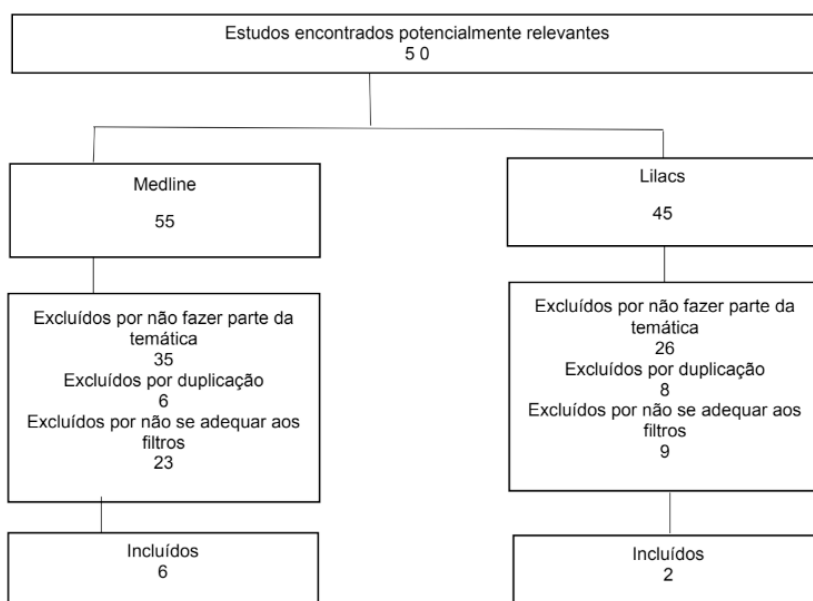 Estudos encontrados potencialmente relevantes
5 0
Medline
55
Lilacs
45
Excluídos por não fazer parte da
temática
35
Excluídos por duplicação
6
Excluídos por não se adequar aos
filtros
23
Excluídos por não fazer parte da
temática
26
Excluídos por duplicação
8
Excluídos por não se adequar aos
filtros
9
Incluídos
6
Incluídos
2